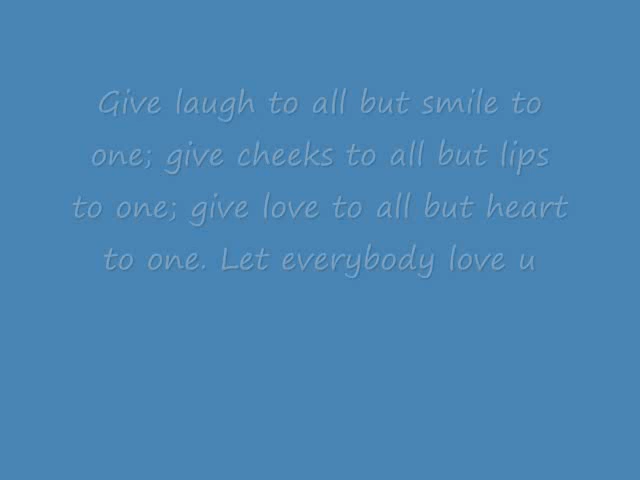 Give laugh to all but smile to
one; give cheeks to all but lips
to one; give love to all but heart
to one. Let everybody love u